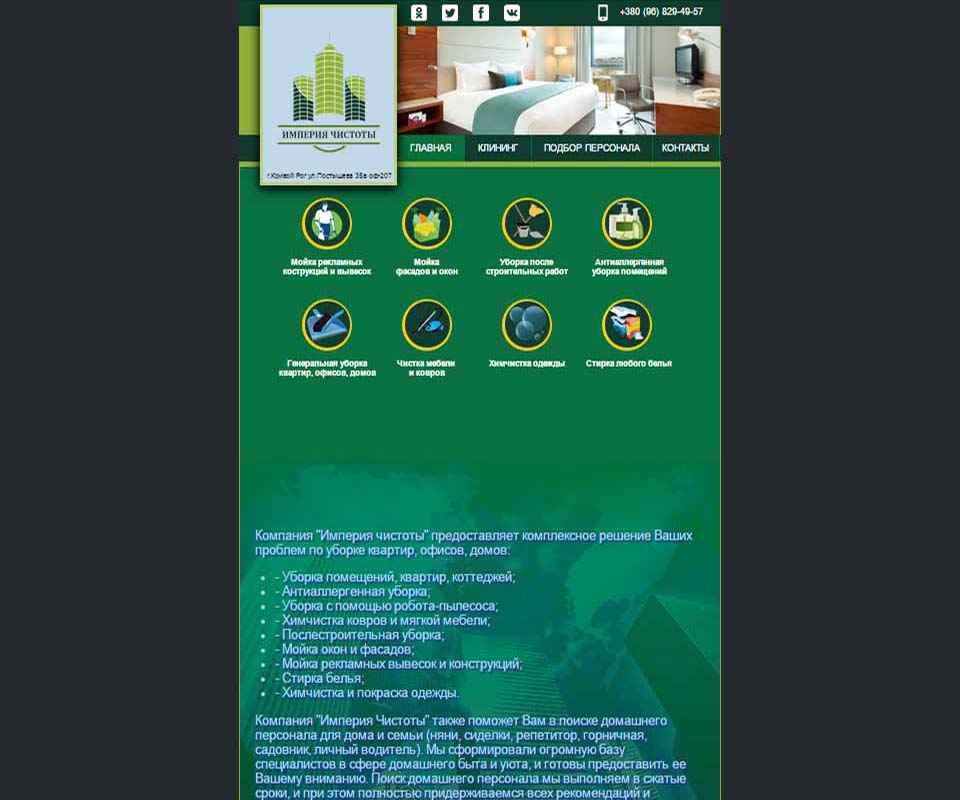 +380 (96) 829-49-57
ИМПЕРИЯ ЧИСТОТЫ
г.Кривой Рог ул.Постышева 38а оф-207
ГЛАВНАЯ
КЛИНИНГ
ПОДБОР ПЕРСОНАЛА
КОНТАКТЫ
Мойка рекламных
кострукций и вывесок
Мойка
фасадов и окон
Уборка после
строительных работ
Антиаллергенная
уборка помещений
Генеральная уборка
квартир, офисов, домов
Чистка мебели
и ковров
Химчистка одежды
Стирка любого белья
Компания "Империя чистоты" предоставляет комплексное решение Ваших
проблем по уборке квартир, офисов, домов:
- Уборка помещений, квартир, коттеджей;
- Антиаллергенная уборка;
- Уборка с помощью робота-пылесоса;
- Химчистка ковров и мягкой мебели;
- Послестроительная уборка;
- Мойка окон и фасадов;
- Мойка рекламных вывесок и конструкций;
- Стирка белья;
- Химчистка и покраска одежды.
Компания "Империя Чистоты" также поможет Вам в поиске домашнего
персонала для дома и семьи (няни, сиделки, репетитор, горничная,
садовник, личный водитель). Мы сформировали огромную базу
специалистов в сфере домашнего быта и уюта, и готовы предоставить ее
Вашему вниманию. Поиск домашнего персонала мы выполняем в сжатые
сроки, и при этом полностью придерживаемся всех рекомендаций и